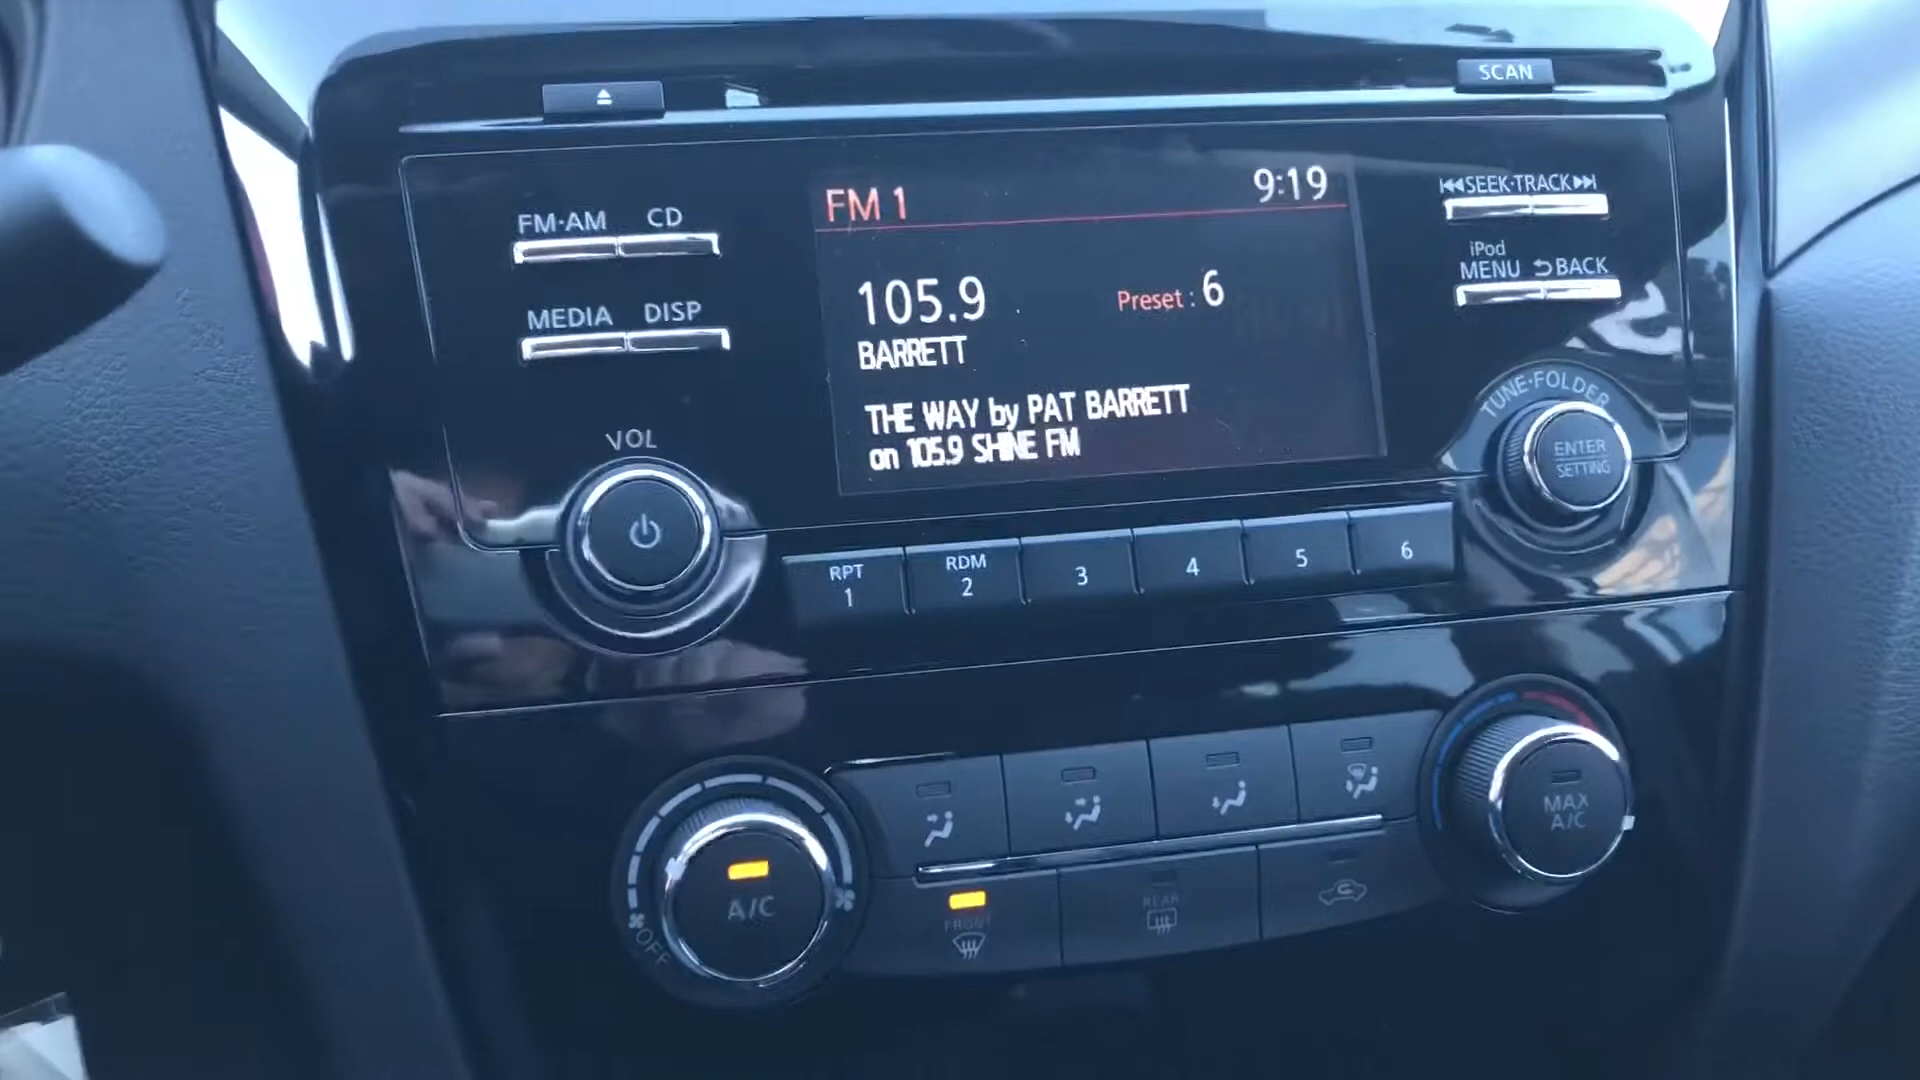 SCAN
FM 1 9:19
SEEK·TRACK
FM·AM CD
iPod
MENU BACK
105.9 Preset : 6
MEDIA DISP
BARRETT
THE WAY by PAT BARRETT
on 105.9 SHINE FM
TUNE·FOLDER
ENTER
SETTING
VOL
RPT
1
RDM
2
3
4
5
6
MAX
A/C
A/C
OFF
FRONT
REAR